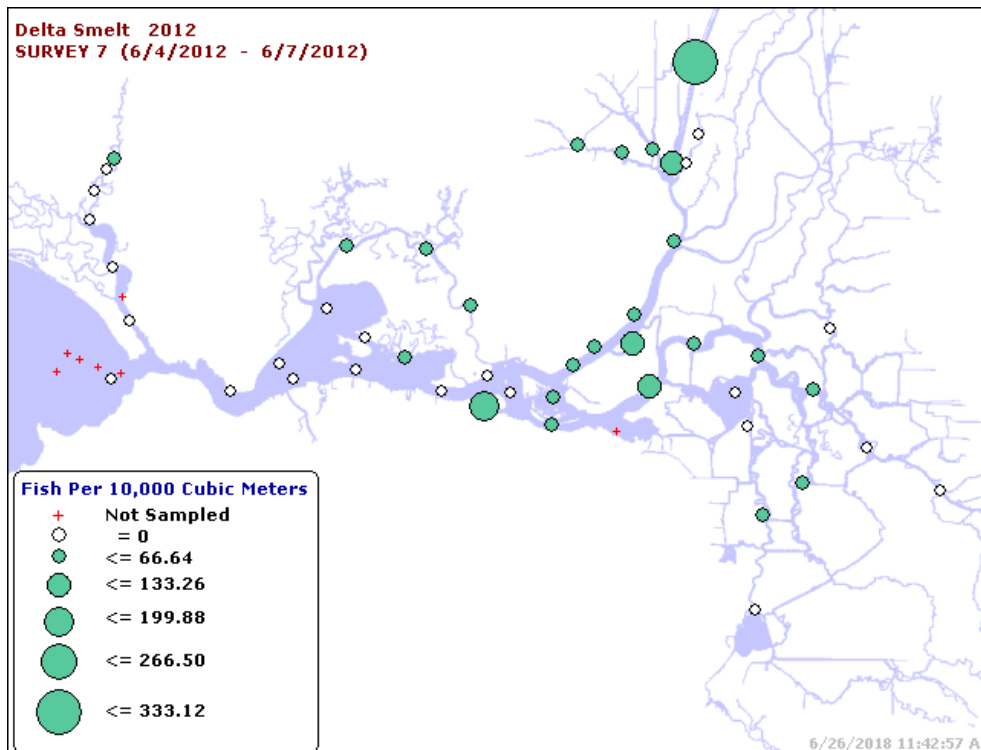 Delta Smelt 2012
SURVEY 7 (6/4/2012 - 6/7/2012)
Fish Per 10,000 Cubic Meters
+ Not Sampled
= 0
<= 66.64
<= 133.26
<= 199.88
<= 266.50
<= 333.12
6/26/2018 11:42:57 A